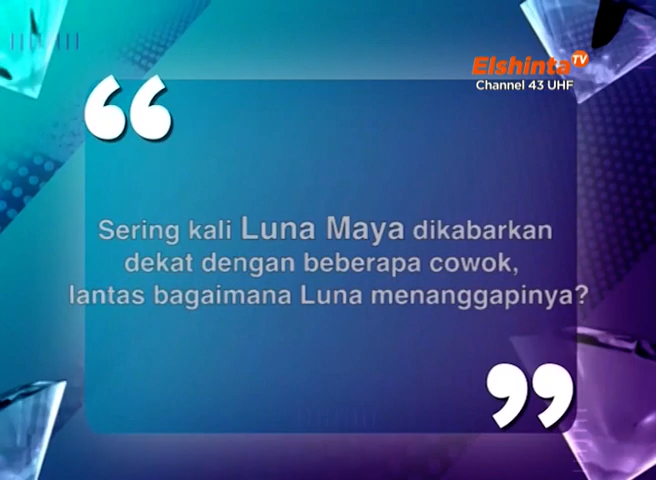 Elshinta TV
Channel 43 UHF
Sering kali Luna Maya dikabarkan
dekat dengan beberapa cowok,
lantas bagaimana Luna menanggapinya?